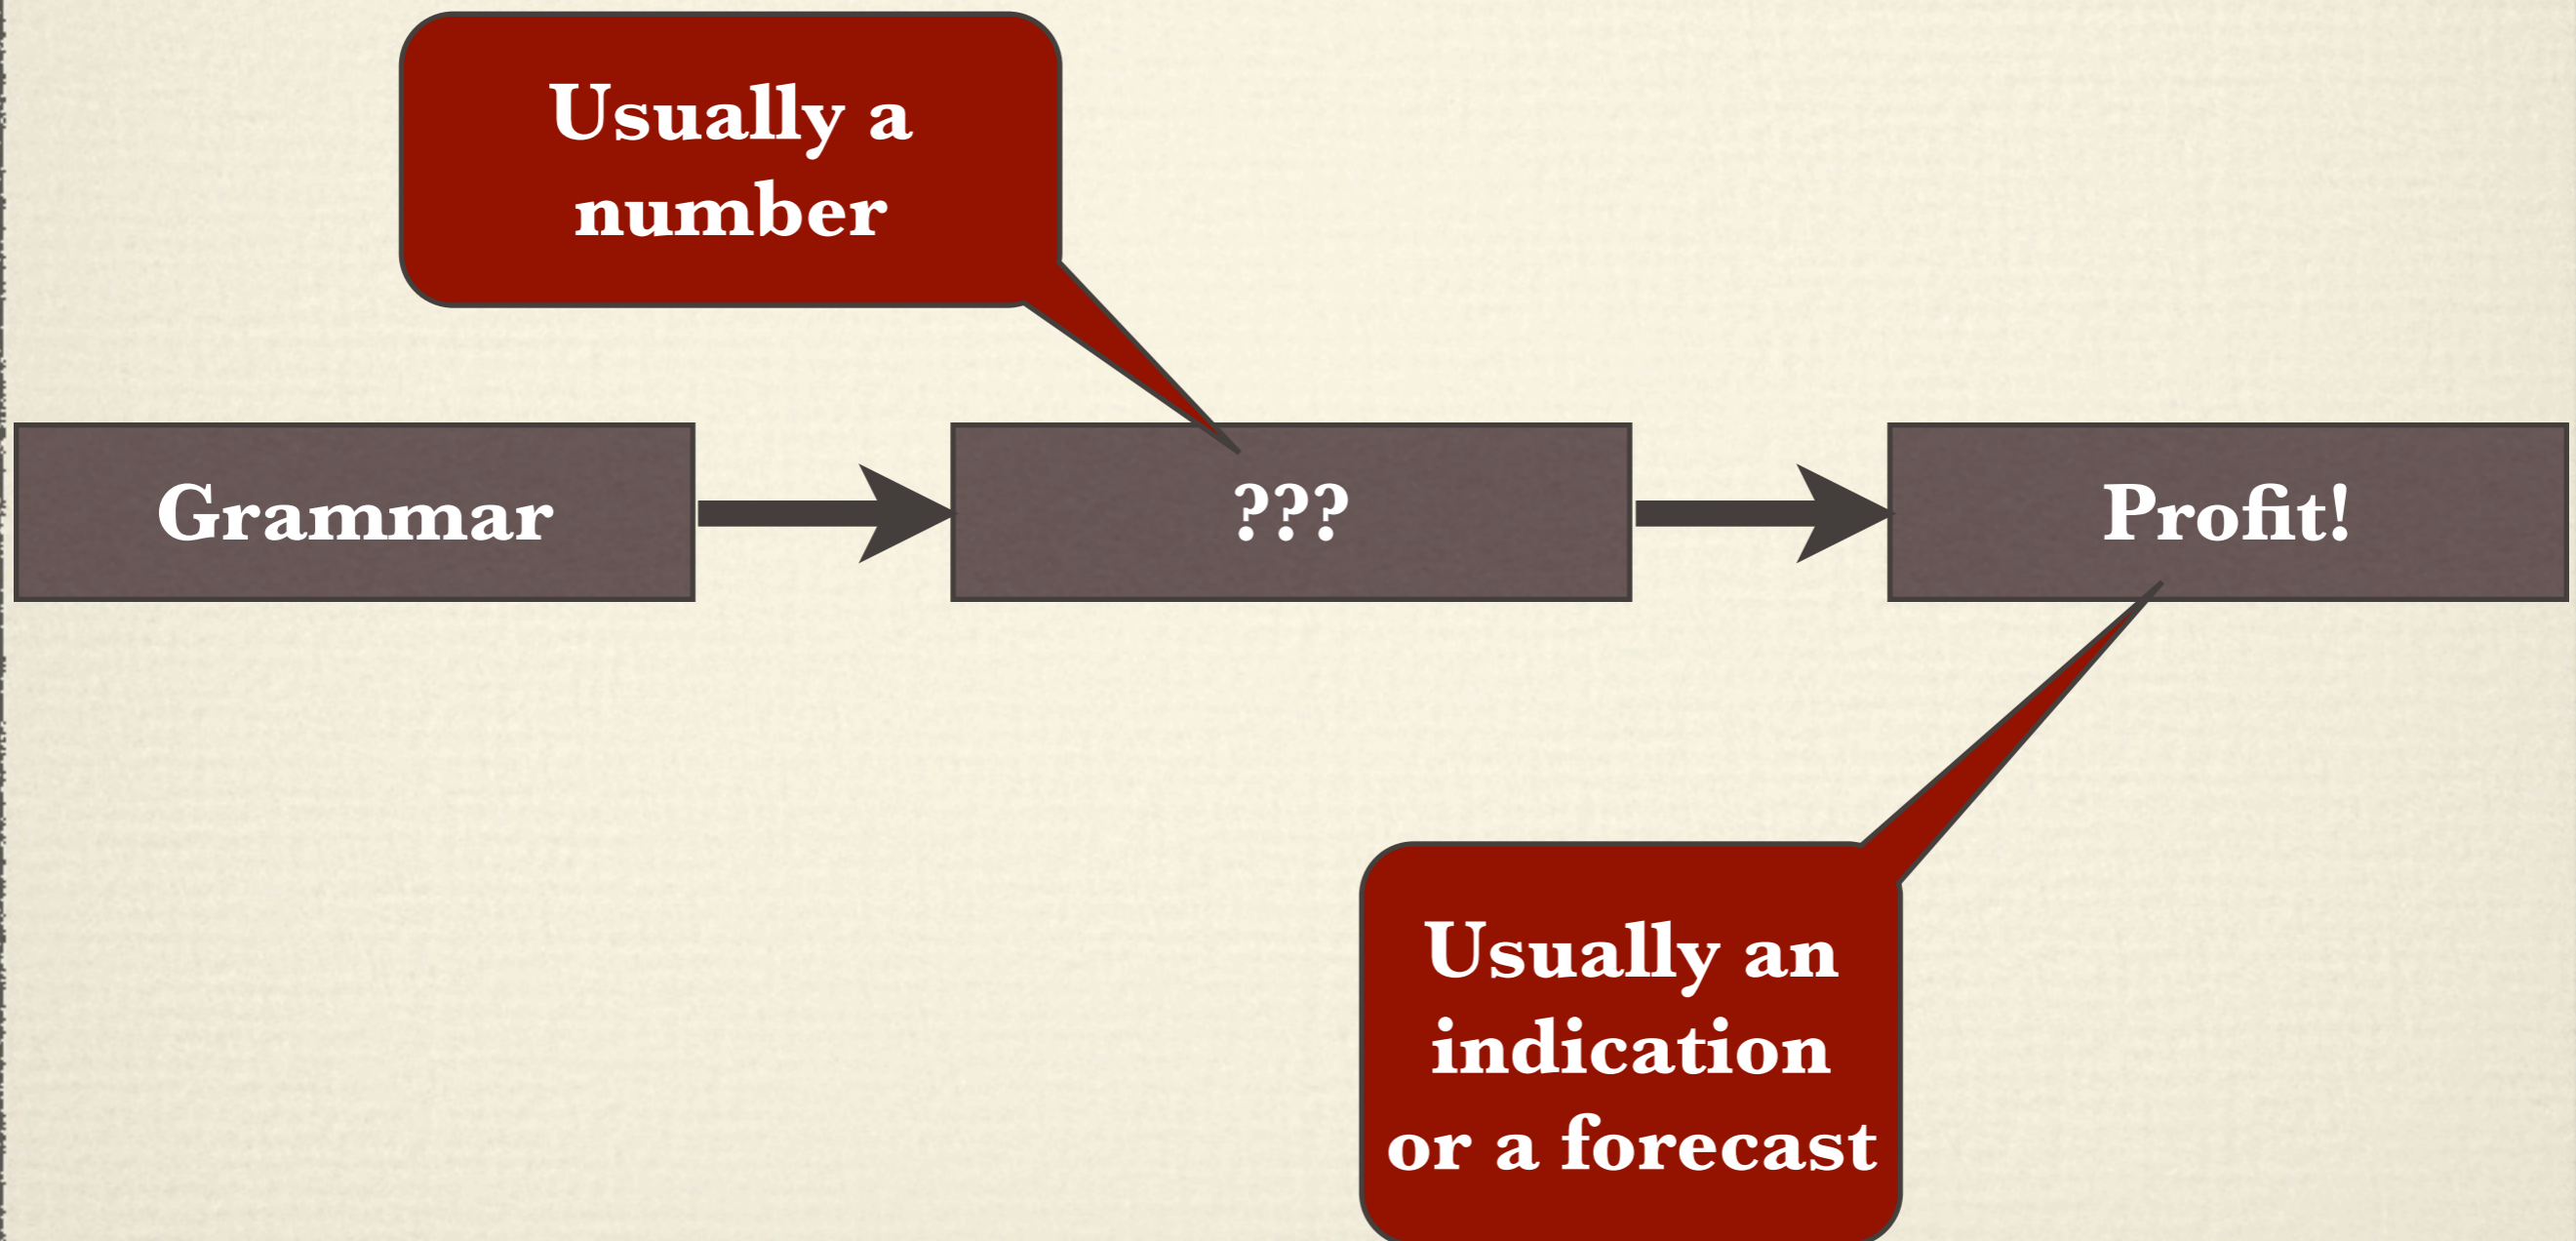 Usually a
number
Grammar
???
Profit!
Usually an
indication
or a forecast